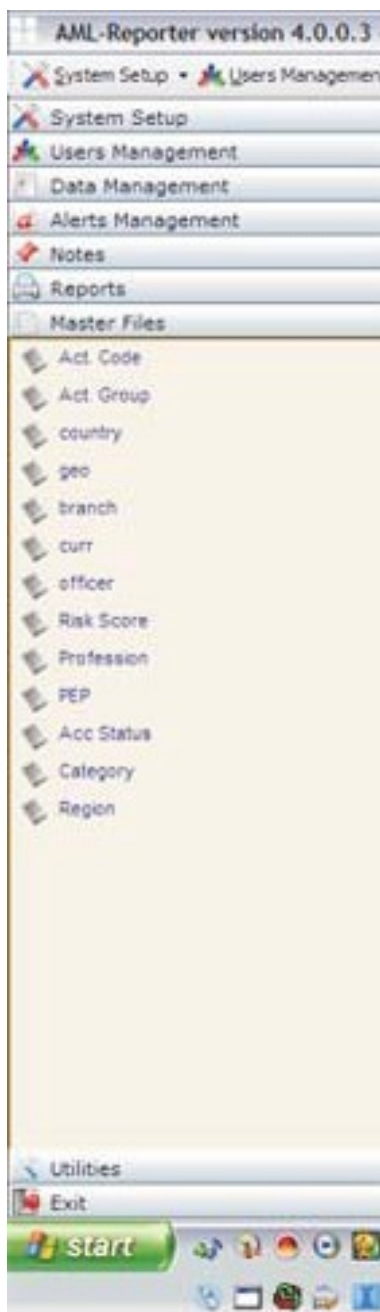 AML-Reporter version 4.0.0.3
System Setup • Users Managemen
System Setup
Users Management
Data Management
Alerts Management
Notes
Reports
Master Files
Act. Code
Act Group
country
geo
branch
curr
officer
Risk Score
Profession
PEP
Acc Status
Category
Region
Utilities
Exit
start